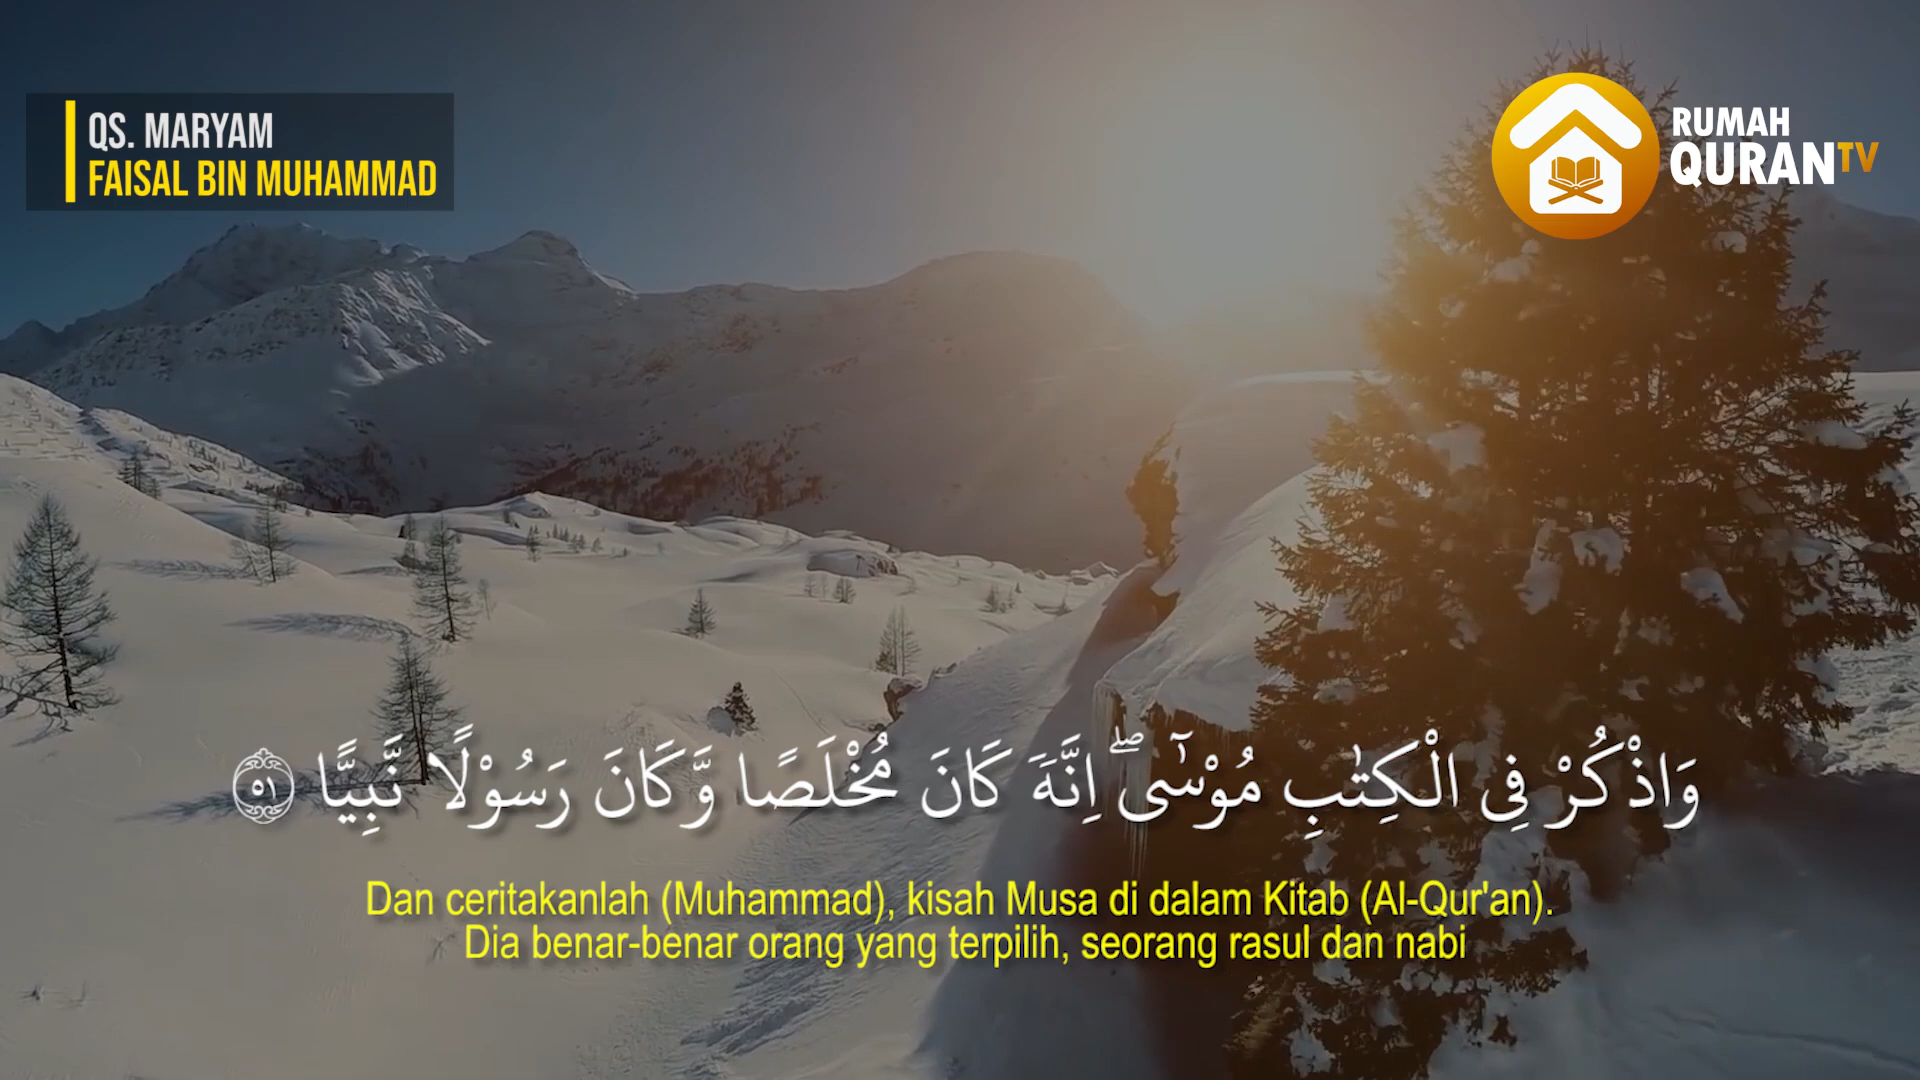 QS. MARYAM
FAISAL BIN MUHAMMAD
RUMAH
QURANTV
وَاذْكُرْ فِى الْكِتٰبِ مُوْسٰٓىۖ اِنَّهٗ كَانَ مُخْلَصًا وَّكَانَ رَسُوْلًا نَّبِيًّا ۝٥١
Dan ceritakanlah (Muhammad), kisah Musa di dalam Kitab (Al-Qur'an).
Dia benar-benar orang yang terpilih, seorang rasul dan nabi